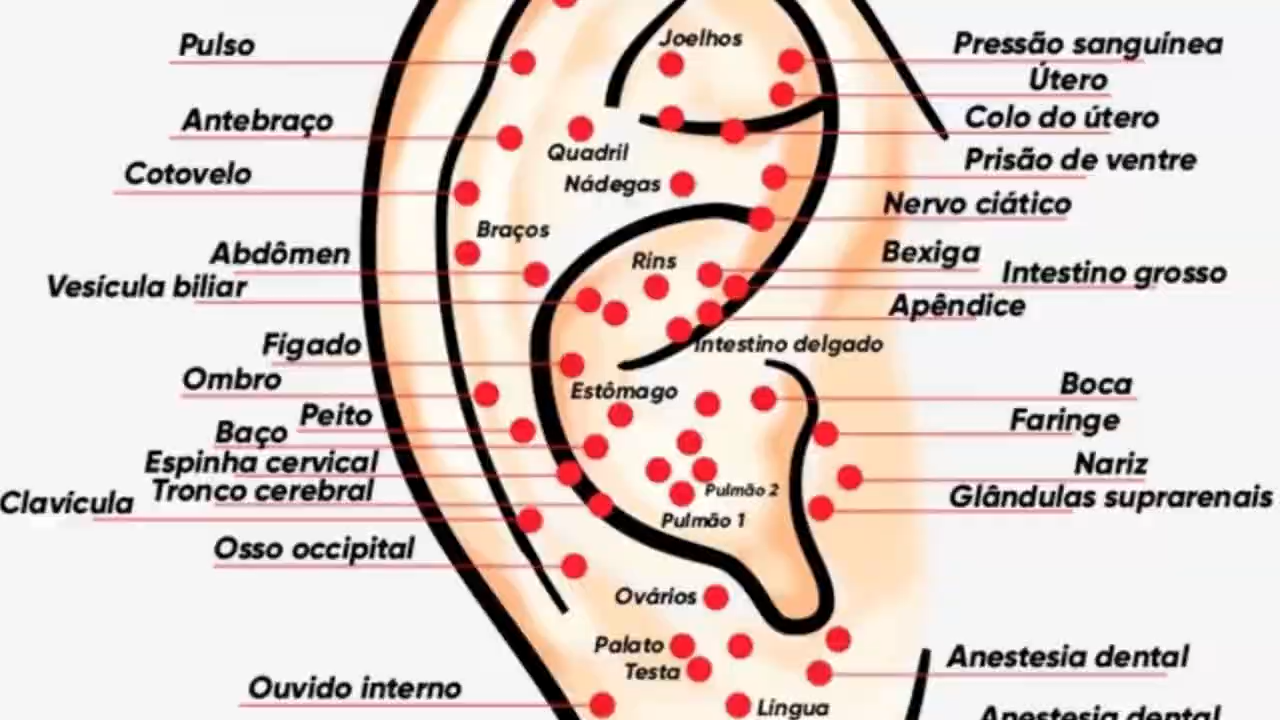 Pulso
Joelhos
Pressão sanguínea
Útero
Antebraço
Colo do útero
Quadril
Prisão de ventre
Cotovelo
Nádegas
Nervo ciático
Braços
Abdômen
Rins
Bexiga
Vesícula biliar
Intestino grosso
Apêndice
Fígado
Intestino delgado
Ombro
Estômago
Boca
Peito
Faringe
Baço
Espinha cervical
Nariz
Tronco cerebral
Pulmão 2
Glândulas suprarenais
Clavícula
Pulmão 1
Osso occipital
Ovários
Palato
Anestesia dental
Testa
Ouvido interno
Língua
Anestesia dental